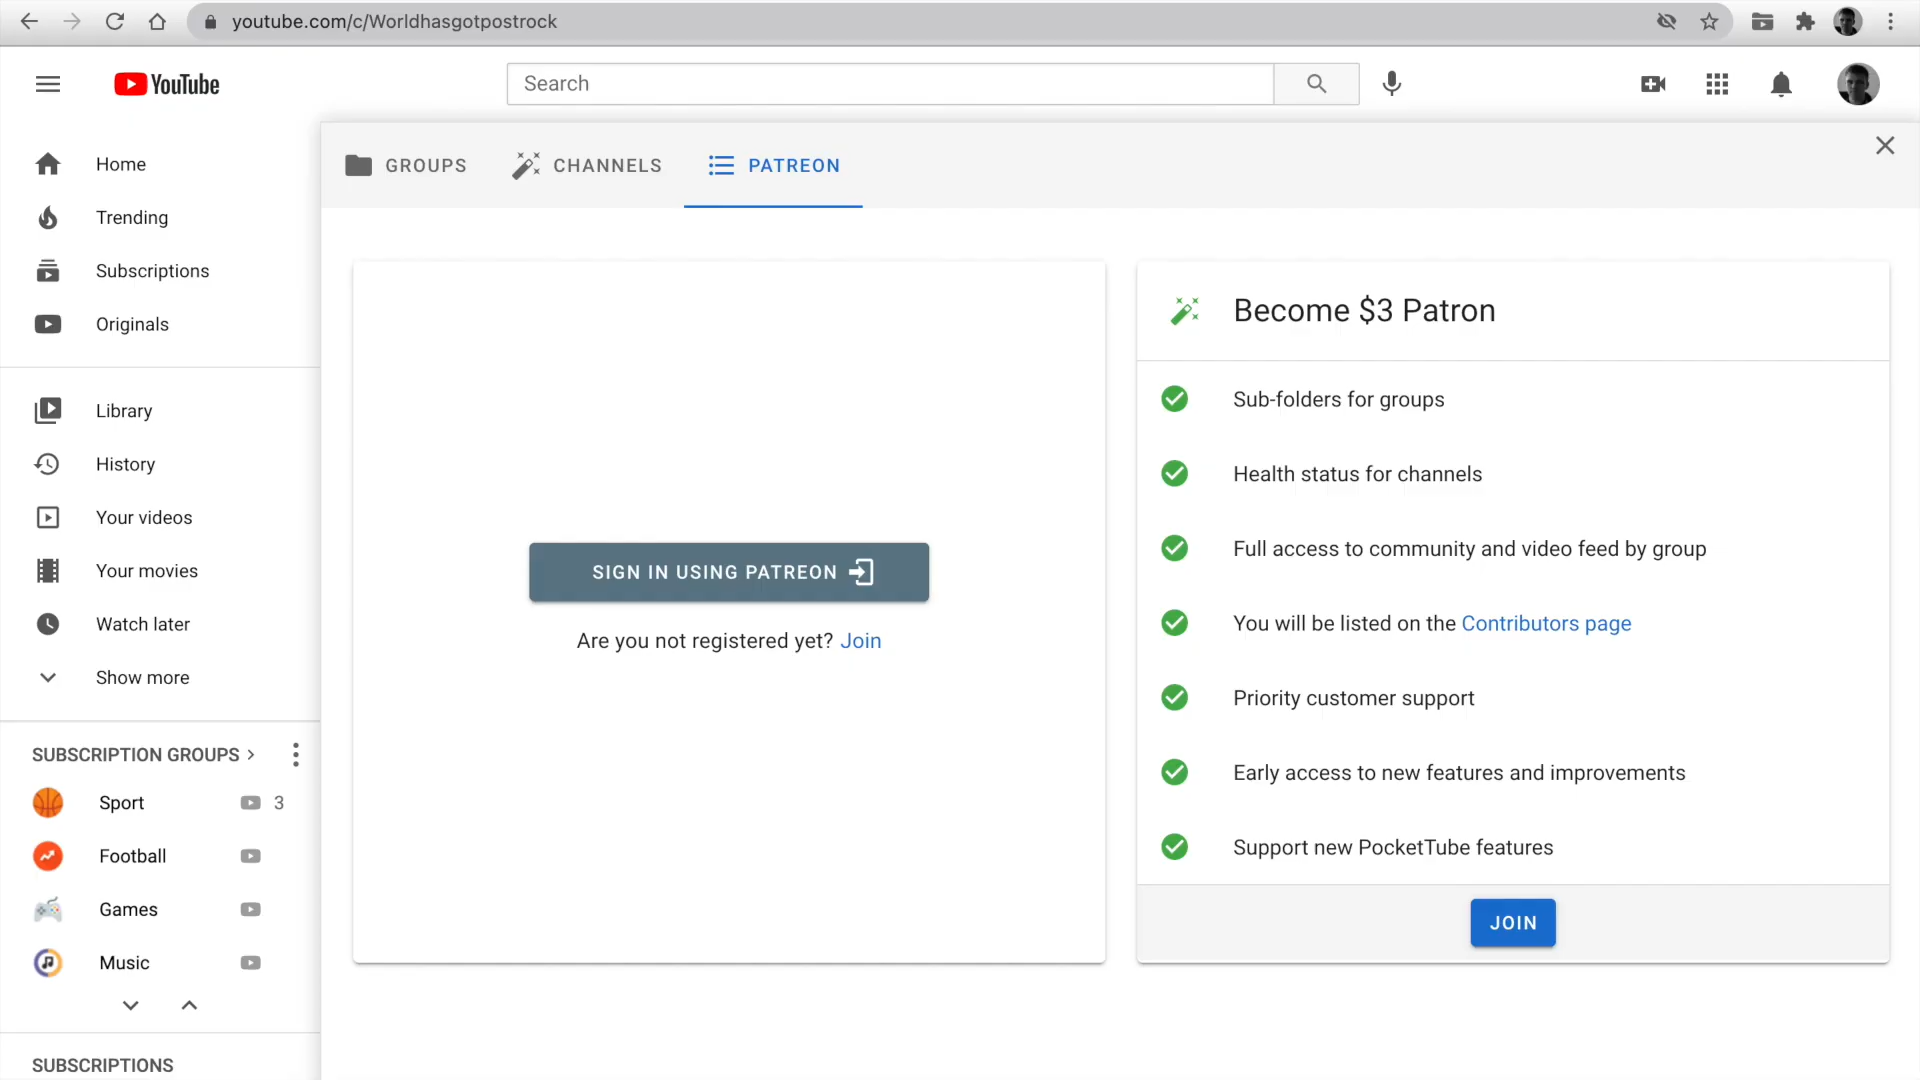 youtube.com/c/Worldhasgotpostrock
YouTube
Search
Home
Trending
Subscriptions
Originals
Library
History
Your videos
Your movies
Watch later
Show more
SUBSCRIPTION GROUPS
Sport 3
Football
Games
Music
SUBSCRIPTIONS
GROUPS CHANNELS PATREON
SIGN IN USING PATREON
Are you not registered yet? Join
Become $3 Patron
Sub-folders for groups
Health status for channels
Full access to community and video feed by group
You will be listed on the Contributors page
Priority customer support
Early access to new features and improvements
Support new PocketTube features
JOIN